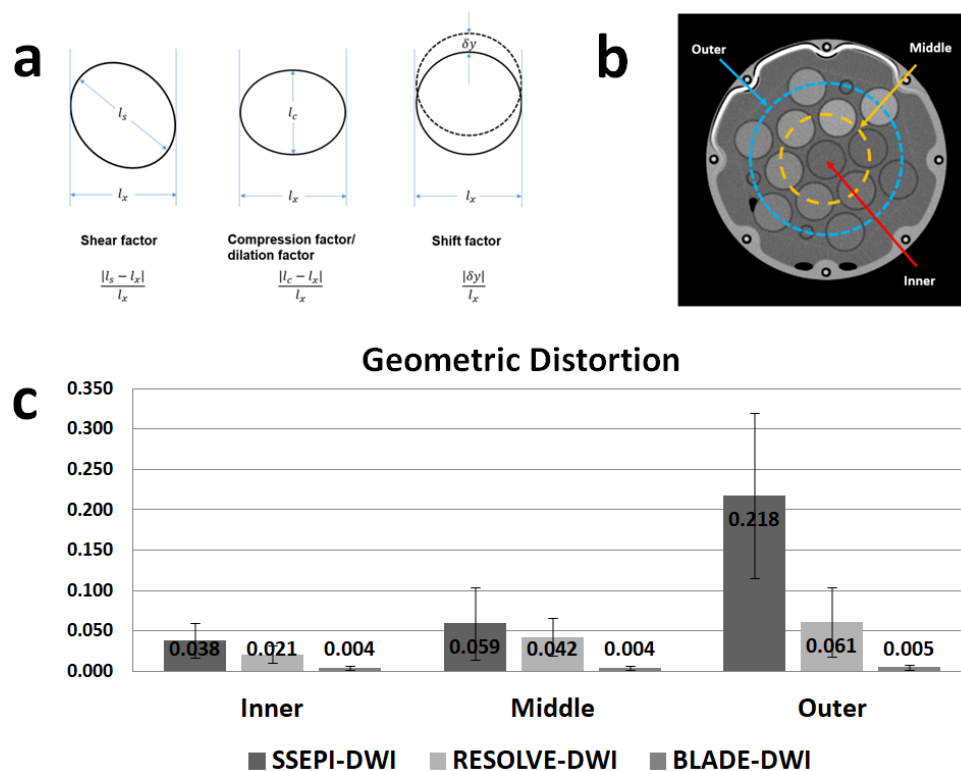 a
δy
l_s
l_c
l_x
l_x
l_x
Shear factor
|l_s − l_x|
l_x
Compression factor/
dilation factor
|l_c − l_x|
l_x
Shift factor
|δy|
l_x
b
Outer
Middle
Inner
Geometric Distortion
c
0.350
0.300
0.250
0.200
0.150
0.100
0.050
0.000
0.038
0.021
0.004
0.059
0.042
0.004
0.218
0.061
0.005
Inner
Middle
Outer
SSEPI-DWI
RESOLVE-DWI
BLADE-DWI